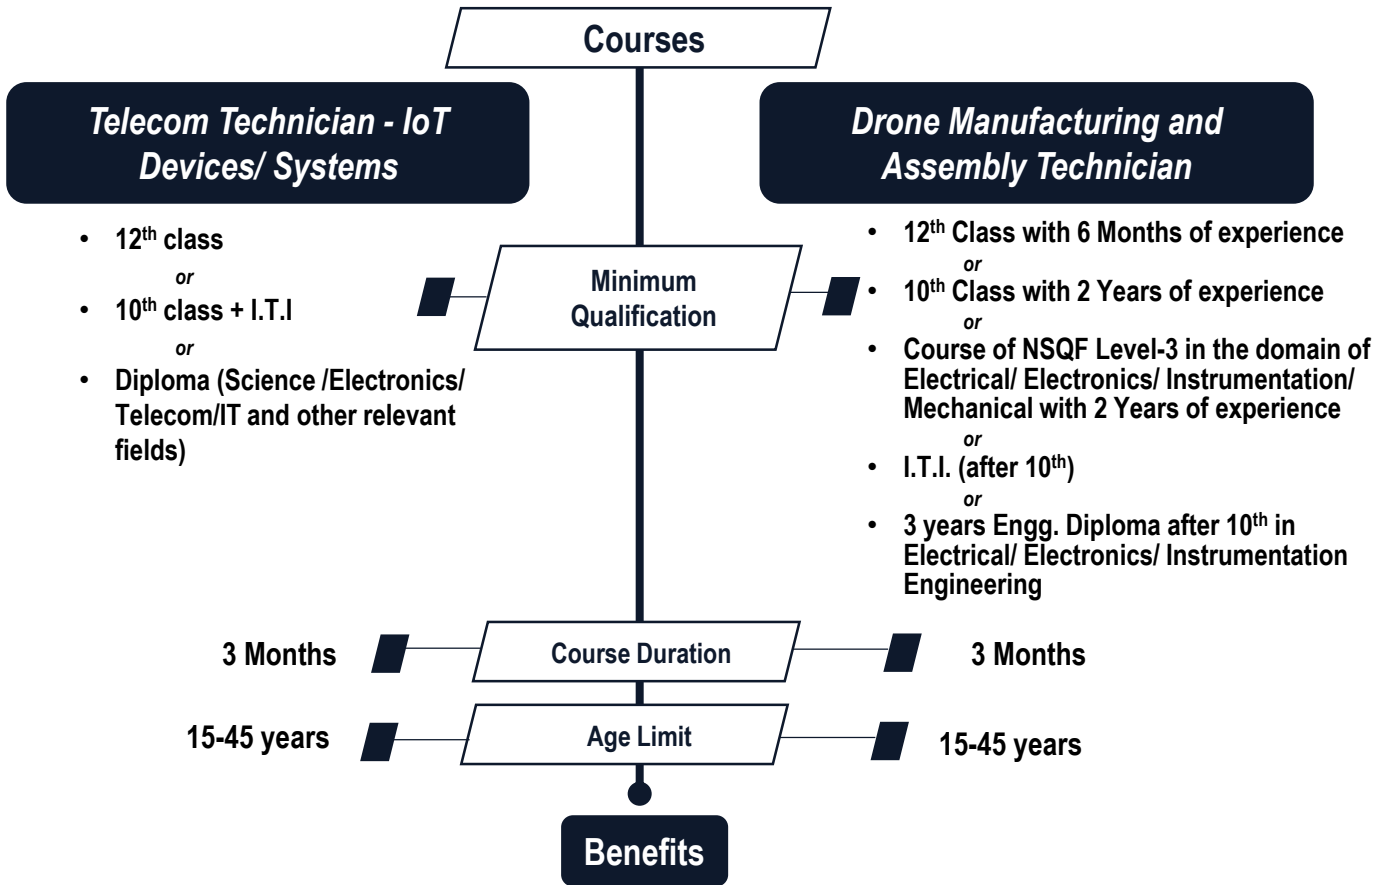 Courses
Telecom Technician - IoT
Devices/ Systems
Drone Manufacturing and
Assembly Technician
• 12th class
or
• 10th class + I.T.I
or
• Diploma (Science /Electronics/
Telecom/IT and other relevant
fields)
Minimum
Qualification
• 12th Class with 6 Months of experience
or
• 10th Class with 2 Years of experience
or
• Course of NSQF Level-3 in the domain of
Electrical/ Electronics/ Instrumentation/
Mechanical with 2 Years of experience
or
• I.T.I. (after 10th)
or
• 3 years Engg. Diploma after 10th in
Electrical/ Electronics/ Instrumentation
Engineering
3 Months
Course Duration
3 Months
15-45 years
Age Limit
15-45 years
Benefits